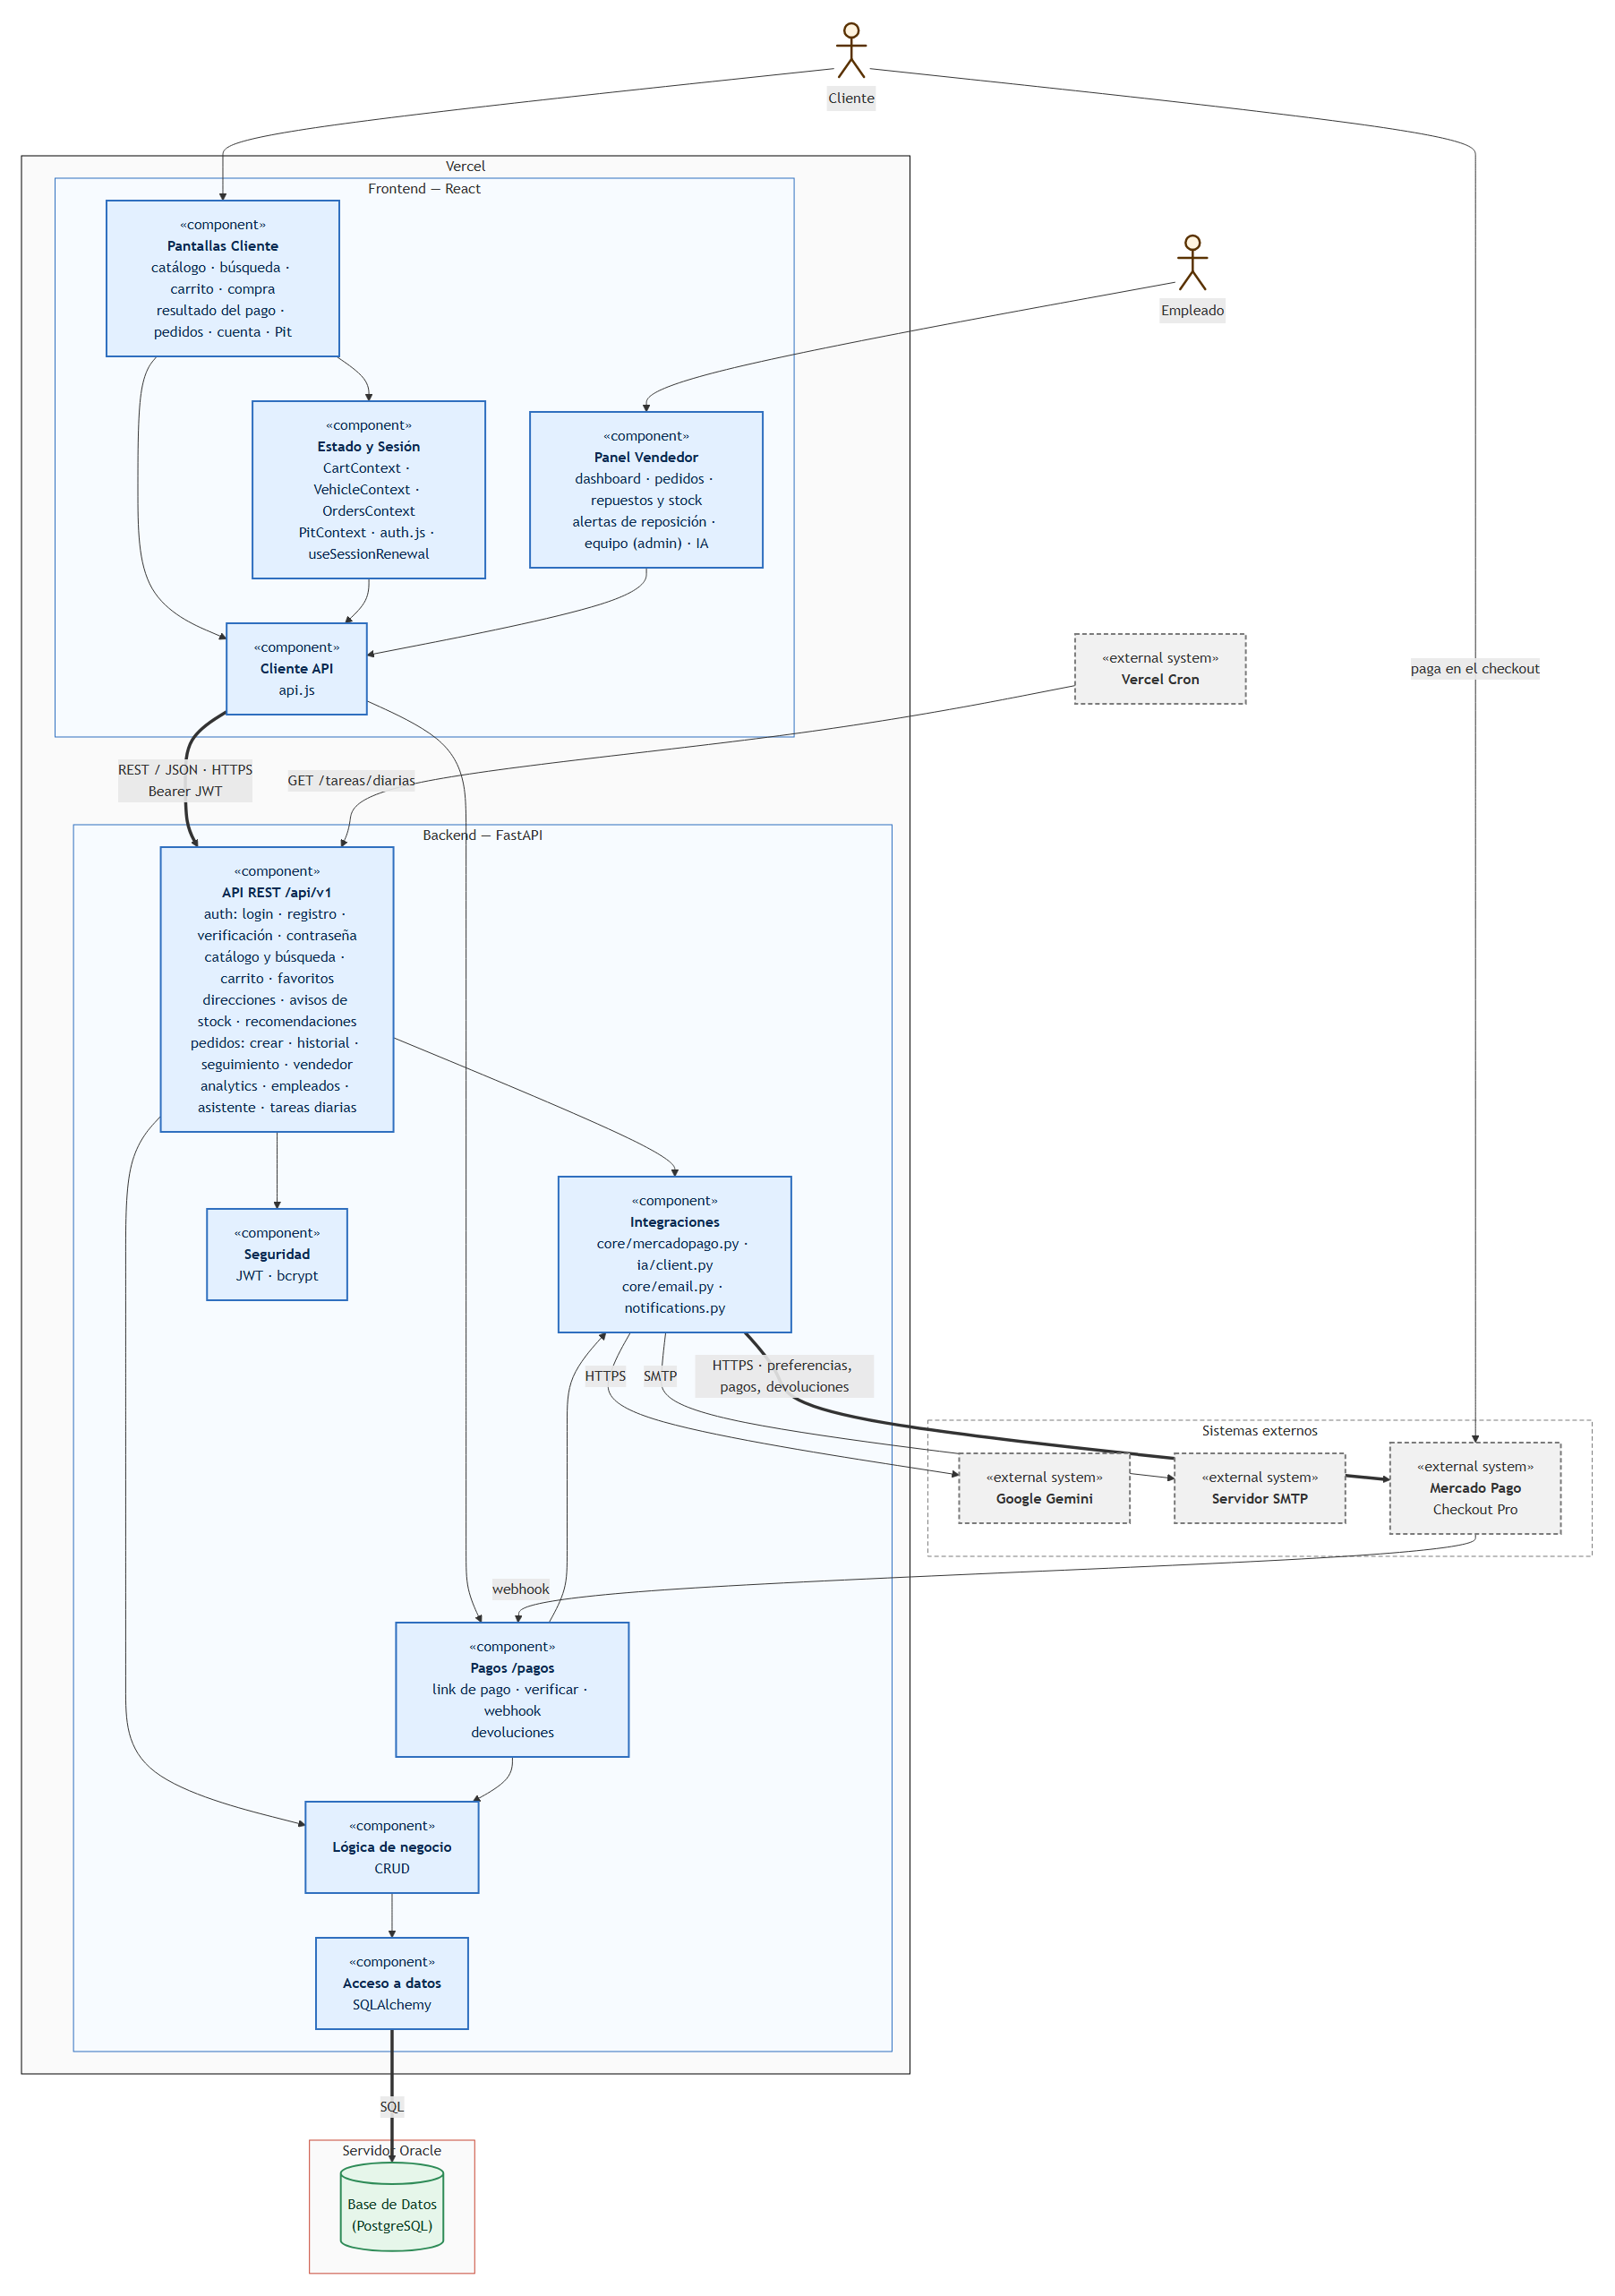 Cliente
Vercel
Frontend — React
«component»
Pantallas Cliente
catálogo · búsqueda ·
carrito · compra
resultado del pago ·
pedidos · cuenta · Pit
Empleado
«component»
Estado y Sesión
CartContext ·
VehicleContext ·
OrdersContext
PitContext · auth.js ·
useSessionRenewal
«component»
Panel Vendedor
dashboard · pedidos ·
repuestos y stock
alertas de reposición ·
equipo (admin) · IA
«component»
Cliente API
api.js
«external system»
Vercel Cron
paga en el checkout
REST / JSON · HTTPS
Bearer JWT
GET /tareas/diarias
Backend — FastAPI
«component»
API REST /api/v1
auth: login · registro ·
verificación · contraseña
catálogo y búsqueda ·
carrito · favoritos
direcciones · avisos de
stock · recomendaciones
pedidos: crear · historial ·
seguimiento · vendedor
analytics · empleados ·
asistente · tareas diarias
«component»
Seguridad
JWT · bcrypt
«component»
Integraciones
core/mercadopago.py ·
ia/client.py
core/email.py ·
notifications.py
HTTPS
SMTP
HTTPS · preferencias,
pagos, devoluciones
Sistemas externos
«external system»
Google Gemini
«external system»
Servidor SMTP
«external system»
Mercado Pago
Checkout Pro
webhook
«component»
Pagos /pagos
link de pago · verificar ·
webhook
devoluciones
«component»
Lógica de negocio
CRUD
«component»
Acceso a datos
SQLAlchemy
SQL
Servidor Oracle
Base de Datos
(PostgreSQL)